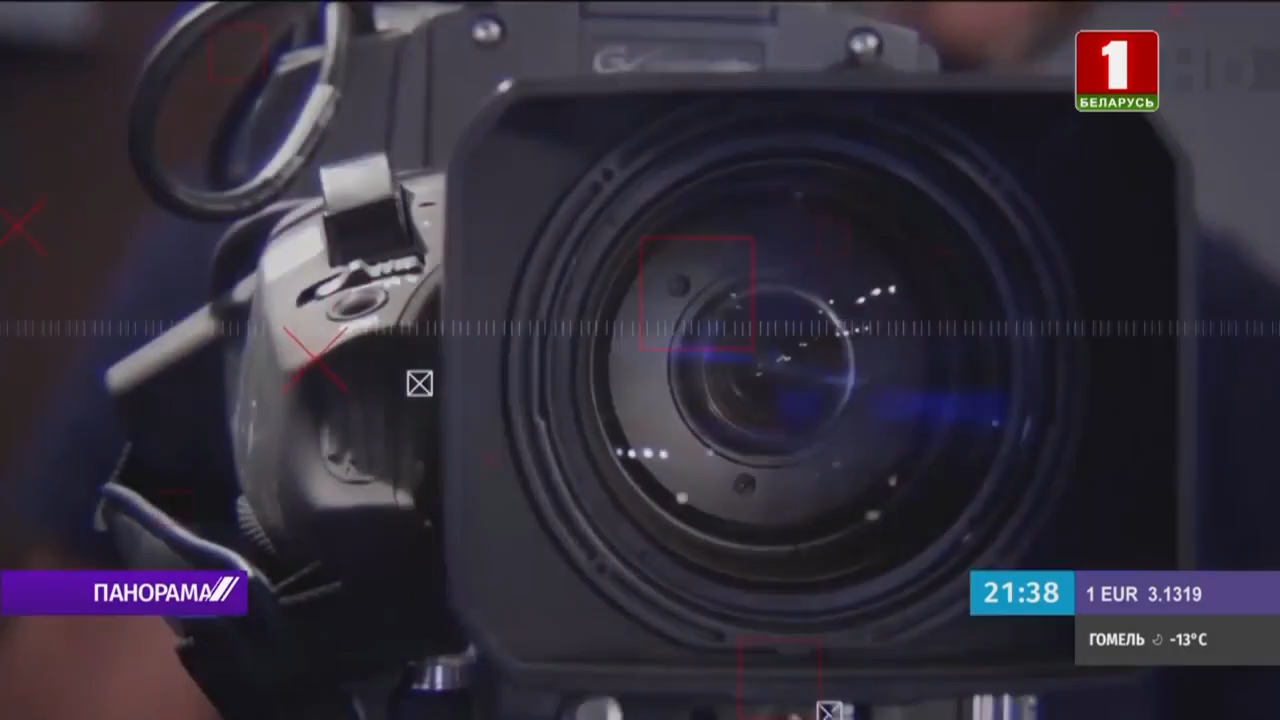 1
БЕЛАРУСЬ
ПАНОРАМА
21:38
1 EUR 3.1319
ГОМЕЛЬ -13°C